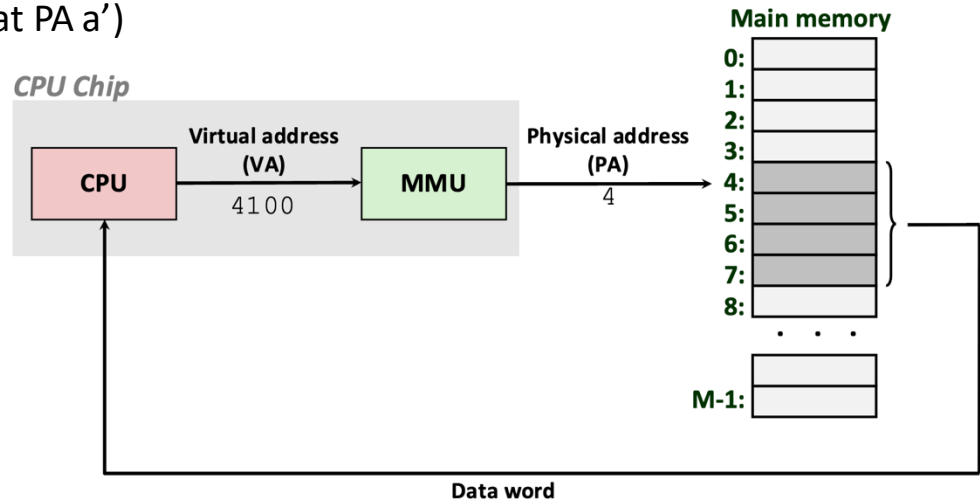 at PA a’)
Main memory
CPU Chip
0:
1:
2:
3:
4:
5:
6:
7:
8:
. . .
M-1:
Virtual address
(VA)
CPU
4100
MMU
Physical address
(PA)
4
Data word